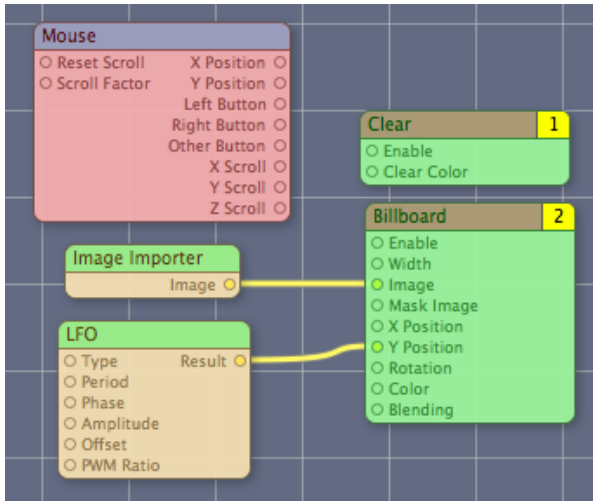 Mouse
Reset Scroll X Position
Scroll Factor Y Position
Left Button
Right Button
Other Button
X Scroll
Y Scroll
Z Scroll
Clear 1
Enable
Clear Color
Billboard 2
Enable
Width
Image
Mask Image
X Position
Y Position
Rotation
Color
Blending
Image Importer
Image
LFO
Type Result
Period
Phase
Amplitude
Offset
PWM Ratio